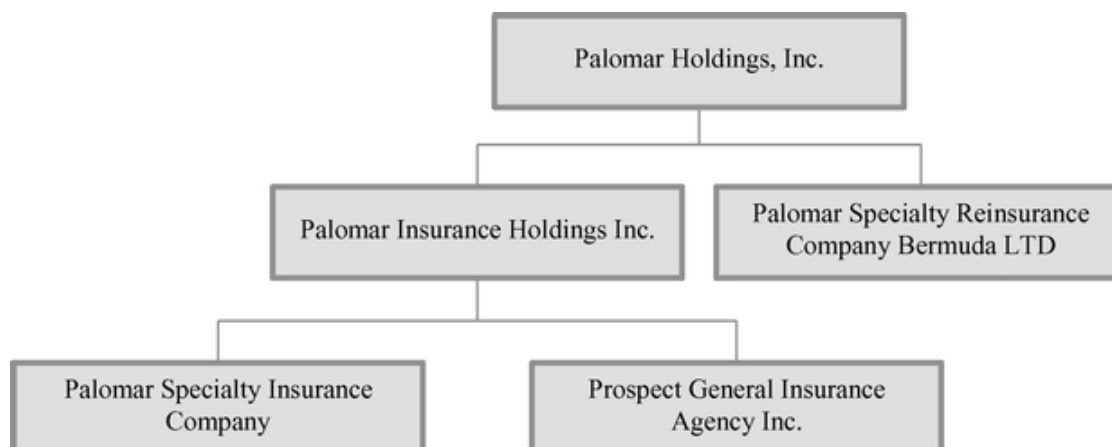 Palomar Holdings, Inc.
Palomar Insurance Holdings Inc.
Palomar Specialty Reinsurance
Company Bermuda LTD
Palomar Specialty Insurance
Company
Prospect General Insurance
Agency Inc.